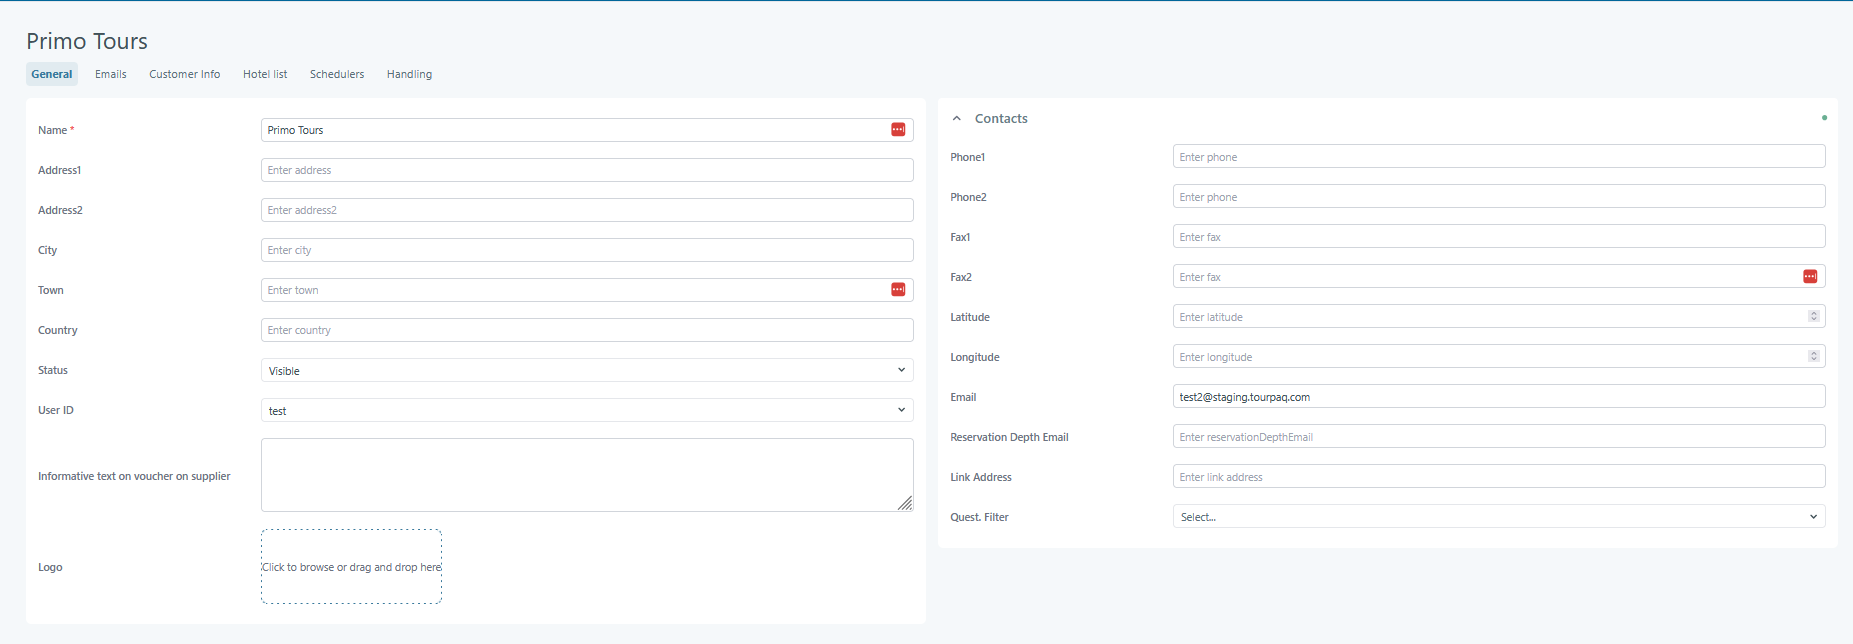 Primo Tours
General Emails Customer Info Hotel list Schedulers Handling
Name * Primo Tours
Address1 Enter address
Address2 Enter address2
City Enter city
Town Enter town
Country Enter country
Status Visible
User ID test
Informative text on voucher on supplier
Logo Click to browse or drag and drop here
Contacts
Phone1 Enter phone
Phone2 Enter phone
Fax1 Enter fax
Fax2 Enter fax
Latitude Enter latitude
Longitude Enter longitude
Email test2@staging.tourpaq.com
Reservation Depth Email Enter reservationDepthEmail
Link Address Enter link address
Quest. Filter Select...